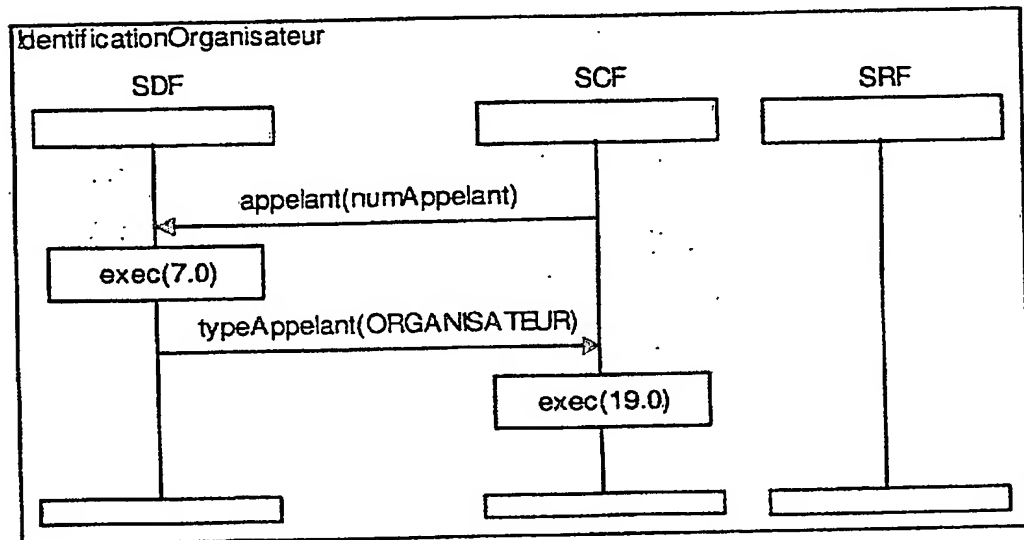 IdentificationOrganisateur
SDF
SCF
SRF
appelant(numAppelant)
exec(7.0)
typeAppelant(ORGANISATEUR)
exec(19.0)